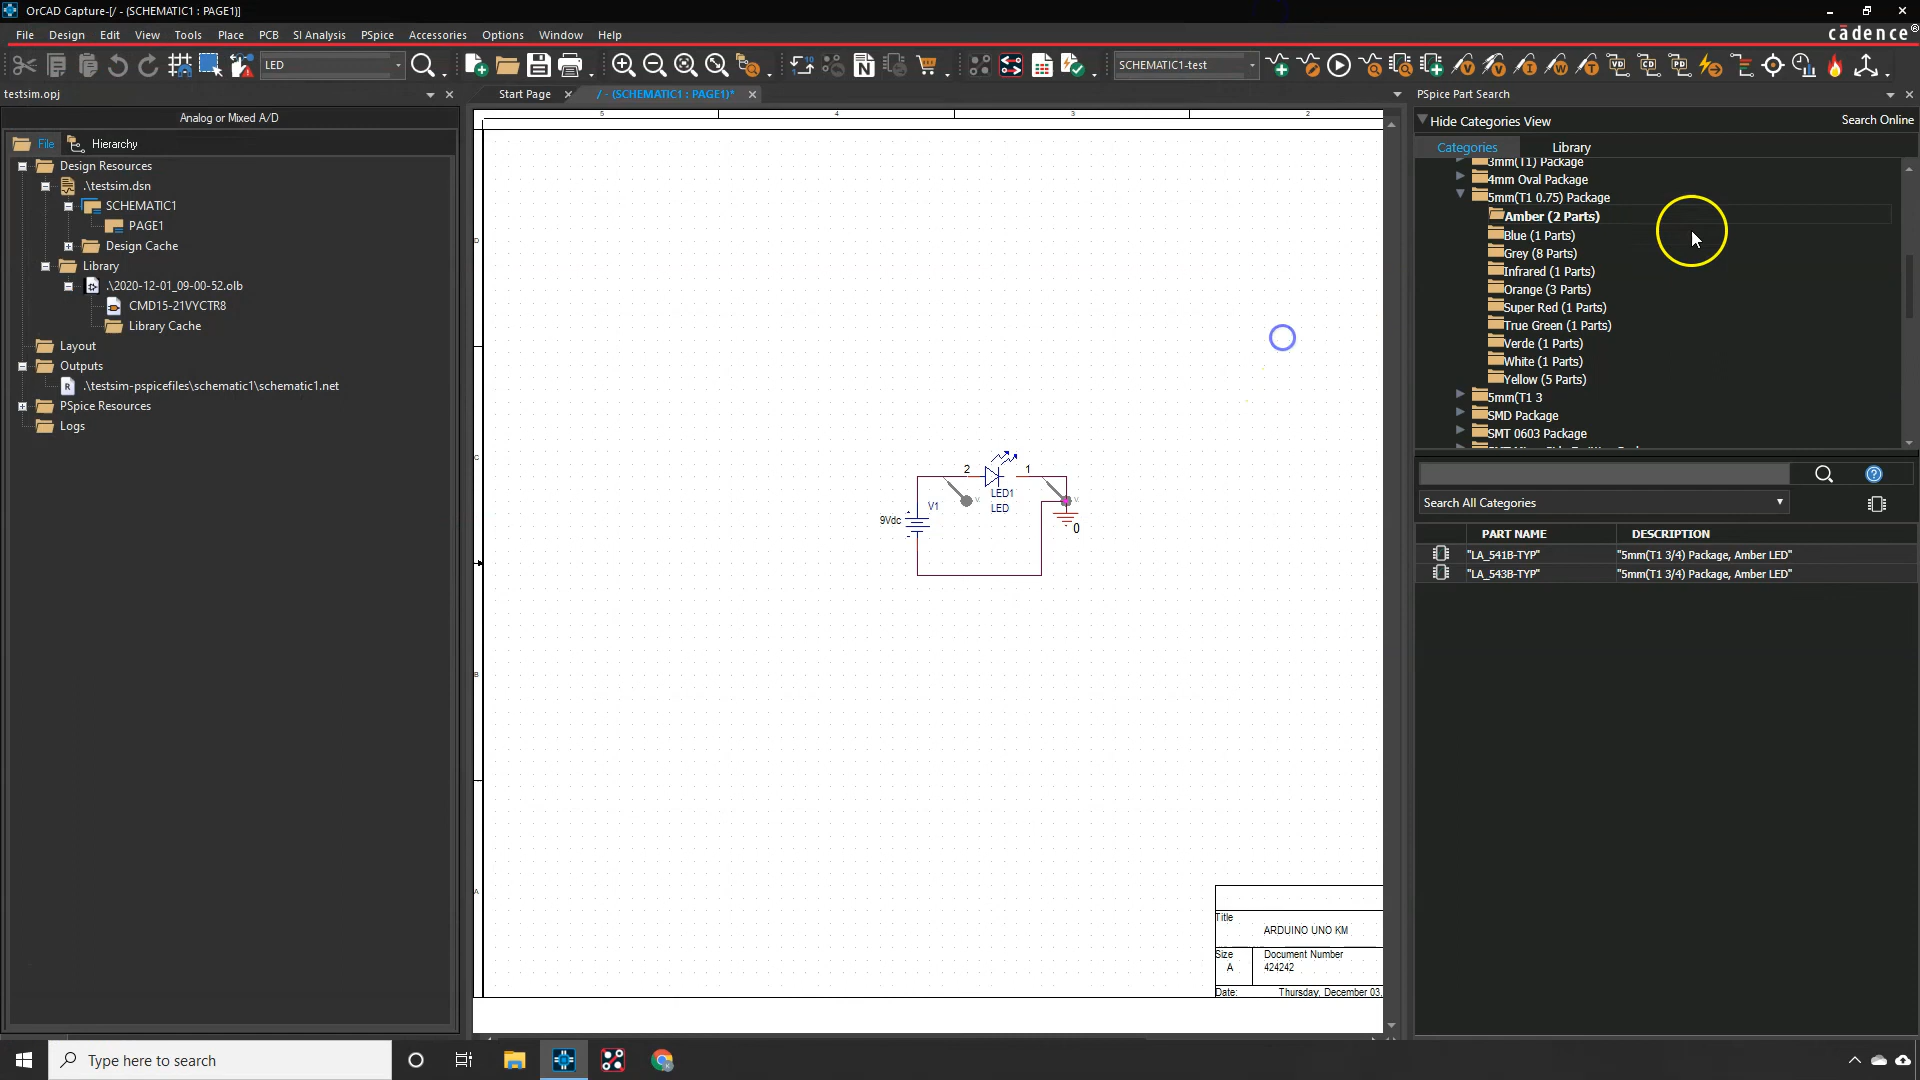 OrCAD Capture-[/ - (SCHEMATIC1 : PAGE1)]
File Design Edit View Tools Place PCB SI Analysis PSpice Accessories Options Window Help
cadence®
LED
SCHEMATIC1-test
testsim.opj
Start Page
/ - (SCHEMATIC1 : PAGE1)*
PSpice Part Search
Analog or Mixed A/D
File Hierarchy
Design Resources
.\testsim.dsn
SCHEMATIC1
PAGE1
Design Cache
Library
.\2020-12-01_09-00-52.olb
CMD15-21VYCTR8
Library Cache
Layout
Outputs
.\testsim-pspicefiles\schematic1\schematic1.net
PSpice Resources
Logs
5 4 3 2
D
C
B
A
2 1
LED1
LED
V1
9Vdc
0
Title
ARDUINO UNO KM
Size Document Number
A 424242
Date: Thursday, December 03,
Hide Categories View
Search Online
Categories Library
3mm(T1) Package
4mm Oval Package
5mm(T1 0.75) Package
Amber (2 Parts)
Blue (1 Parts)
Grey (8 Parts)
Infrared (1 Parts)
Orange (3 Parts)
Super Red (1 Parts)
True Green (1 Parts)
Verde (1 Parts)
White (1 Parts)
Yellow (5 Parts)
5mm(T1 3
SMD Package
SMT 0603 Package
Search All Categories
PART NAME DESCRIPTION
"LA_541B-TYP" "5mm(T1 3/4) Package, Amber LED"
"LA_543B-TYP" "5mm(T1 3/4) Package, Amber LED"
Type here to search